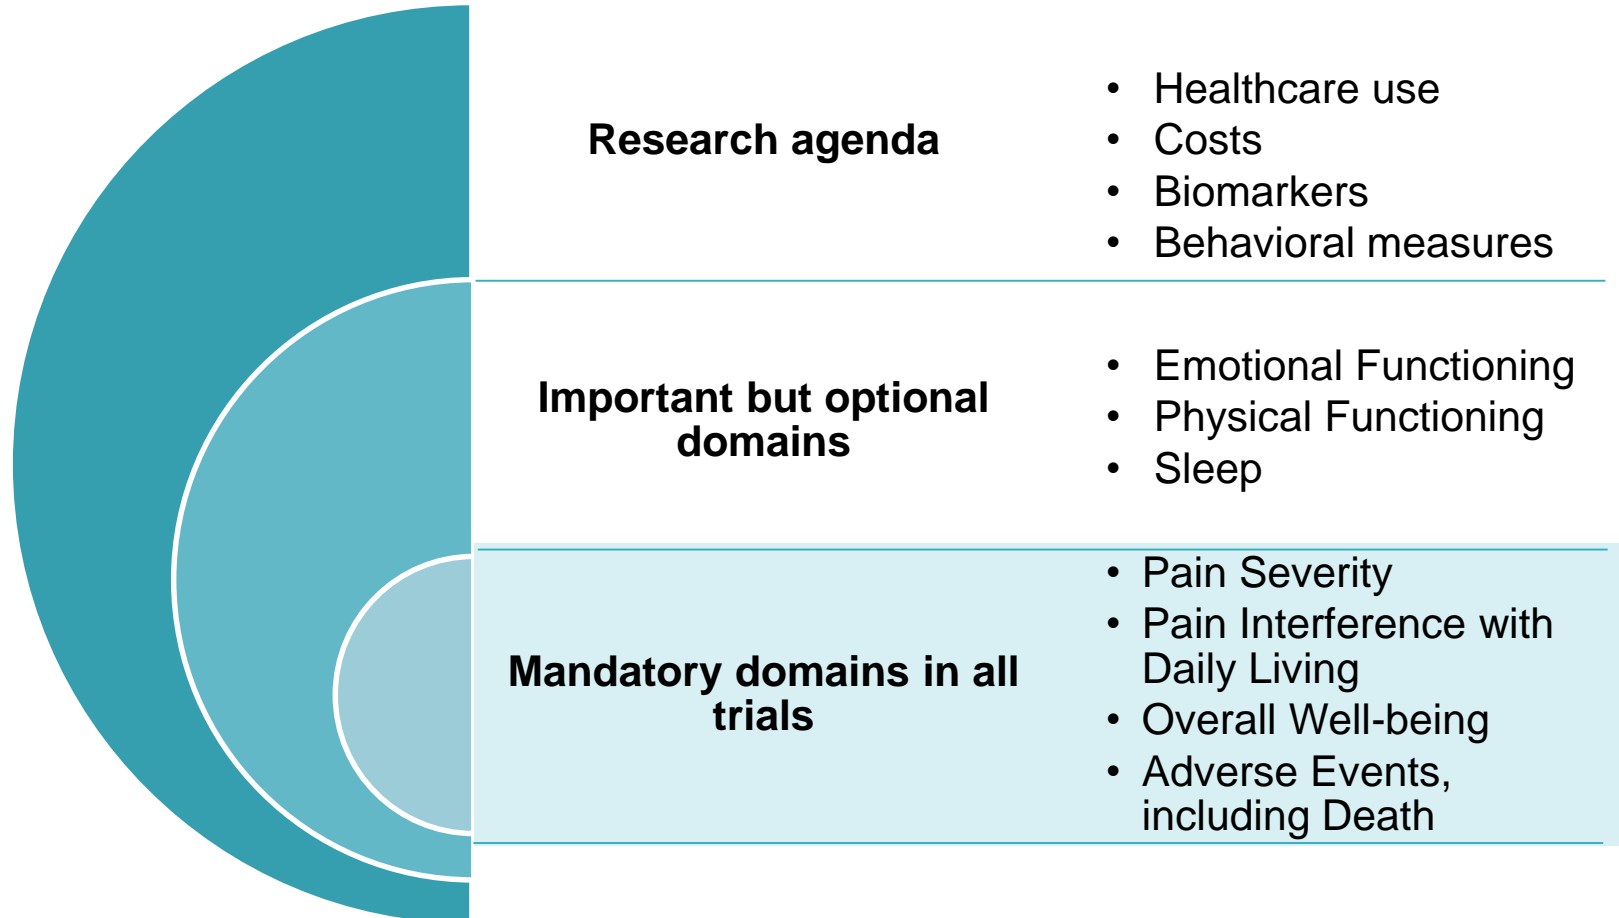 Research agenda
• Healthcare use
• Costs
• Biomarkers
• Behavioral measures
Important but optional
domains
• Emotional Functioning
• Physical Functioning
• Sleep
Mandatory domains in all
trials
• Pain Severity
• Pain Interference with
Daily Living
• Overall Well-being
• Adverse Events,
including Death